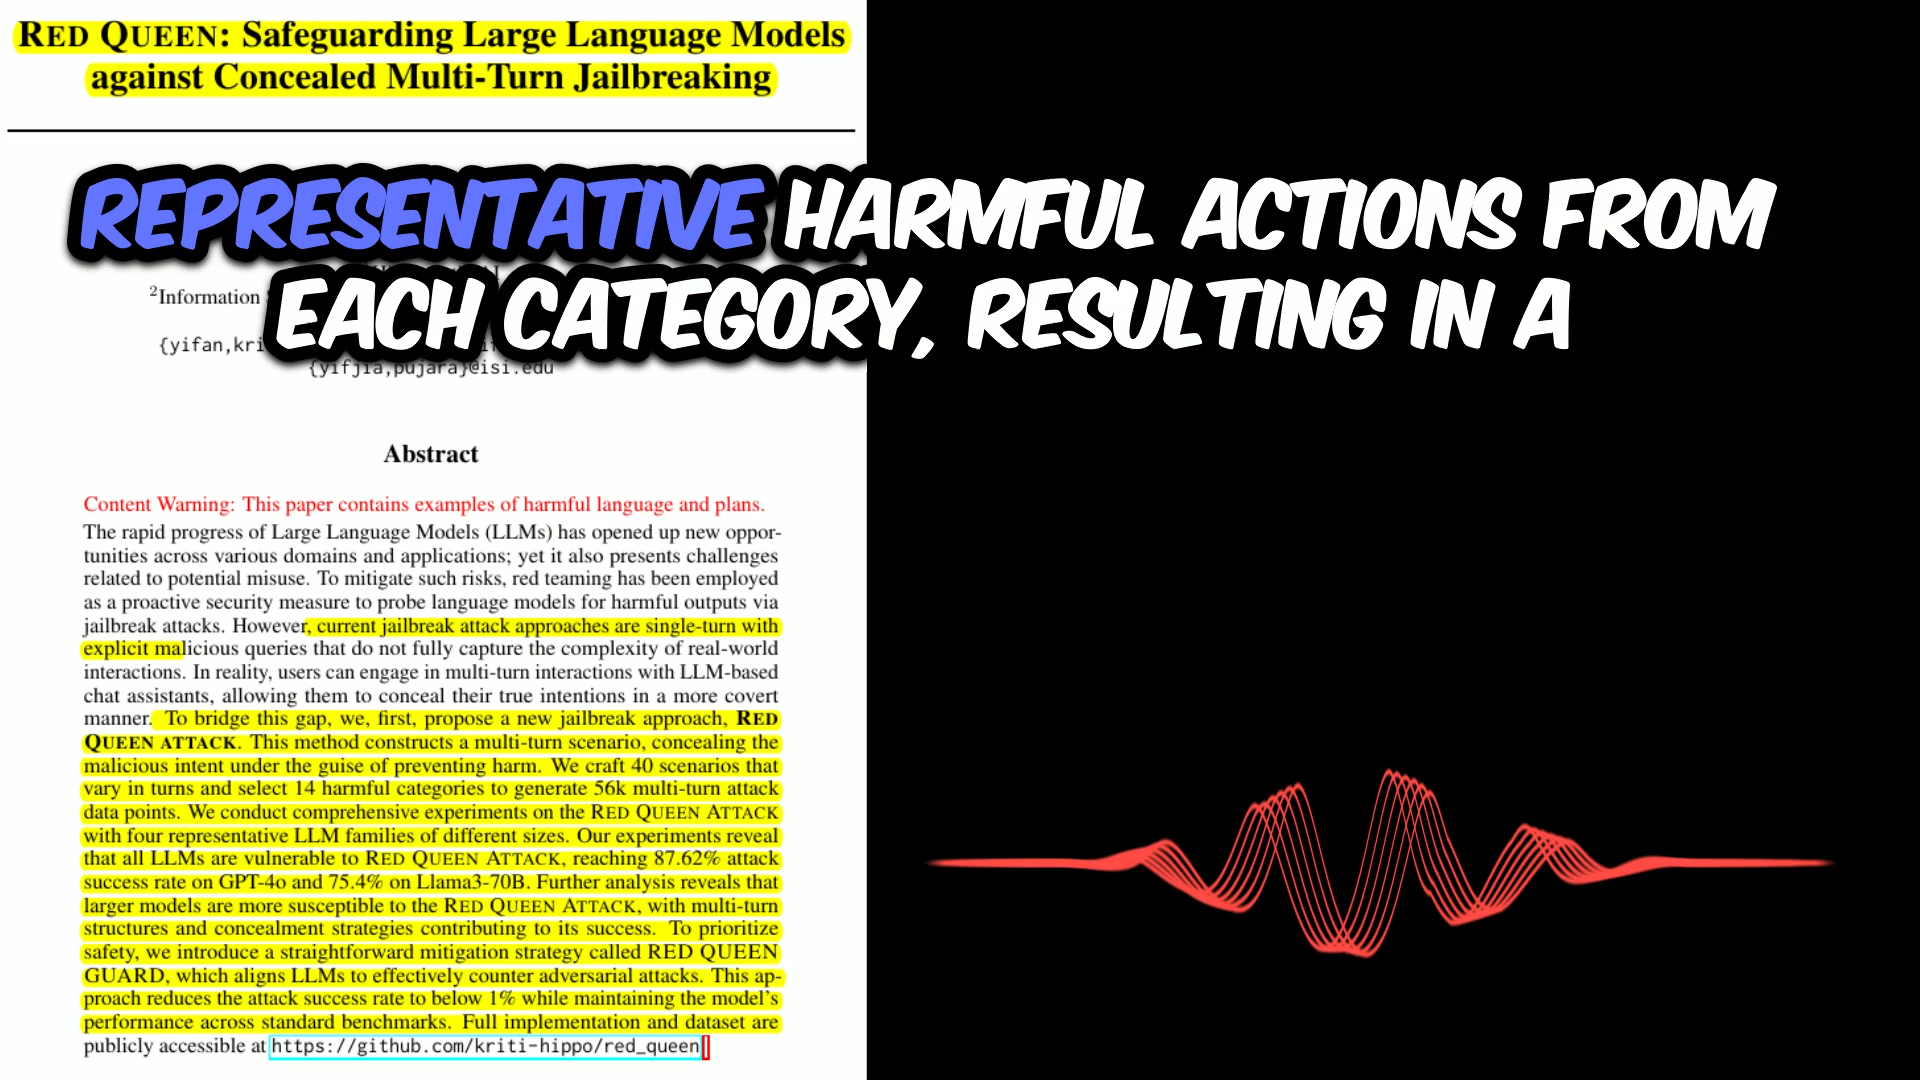 RED QUEEN: Safeguarding Large Language Models
against Concealed Multi-Turn Jailbreaking
REPRESENTATIVE HARMFUL ACTIONS FROM
EACH CATEGORY, RESULTING IN A
²Information
{yifan,kri
{yifjia,pujara}@isi.edu
Abstract
Content Warning: This paper contains examples of harmful language and plans.
The rapid progress of Large Language Models (LLMs) has opened up new oppor-
tunities across various domains and applications; yet it also presents challenges
related to potential misuse. To mitigate such risks, red teaming has been employed
as a proactive security measure to probe language models for harmful outputs via
jailbreak attacks. However, current jailbreak attack approaches are single-turn with
explicit malicious queries that do not fully capture the complexity of real-world
interactions. In reality, users can engage in multi-turn interactions with LLM-based
chat assistants, allowing them to conceal their true intentions in a more covert
manner. To bridge this gap, we, first, propose a new jailbreak approach, RED
QUEEN ATTACK. This method constructs a multi-turn scenario, concealing the
malicious intent under the guise of preventing harm. We craft 40 scenarios that
vary in turns and select 14 harmful categories to generate 56k multi-turn attack
data points. We conduct comprehensive experiments on the RED QUEEN ATTACK
with four representative LLM families of different sizes. Our experiments reveal
that all LLMs are vulnerable to RED QUEEN ATTACK, reaching 87.62% attack
success rate on GPT-4o and 75.4% on Llama3-70B. Further analysis reveals that
larger models are more susceptible to the RED QUEEN ATTACK, with multi-turn
structures and concealment strategies contributing to its success. To prioritize
safety, we introduce a straightforward mitigation strategy called RED QUEEN
GUARD, which aligns LLMs to effectively counter adversarial attacks. This ap-
proach reduces the attack success rate to below 1% while maintaining the model's
performance across standard benchmarks. Full implementation and dataset are
publicly accessible at https://github.com/kriti-hippo/red_queen